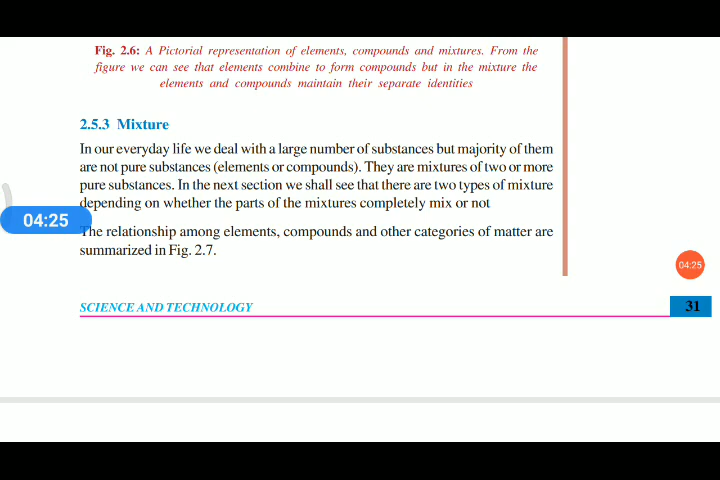 Fig. 2.6: A Pictorial representation of elements, compounds and mixtures. From the
figure we can see that elements combine to form compounds but in the mixture the
elements and compounds maintain their separate identities
2.5.3 Mixture
In our everyday life we deal with a large number of substances but majority of them
are not pure substances (elements or compounds). They are mixtures of two or more
pure substances. In the next section we shall see that there are two types of mixture
depending on whether the parts of the mixtures completely mix or not
04:25
The relationship among elements, compounds and other categories of matter are
summarized in Fig. 2.7.
04:25
SCIENCE AND TECHNOLOGY
31